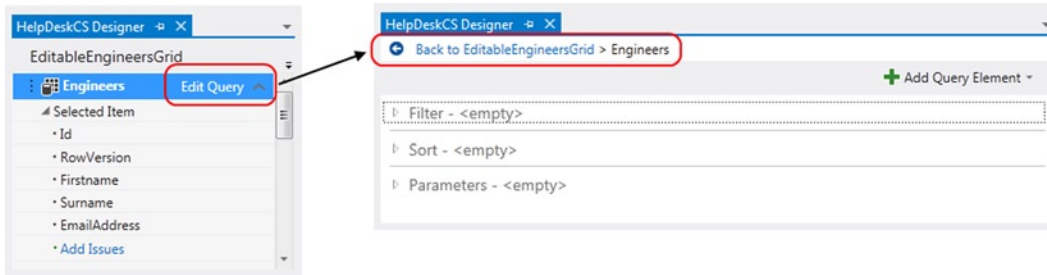 HelpDeskCS Designer
EditableEngineersGrid
Engineers Edit Query
Selected Item
Id
RowVersion
Firstname
Surname
EmailAddress
Add Issues
HelpDeskCS Designer
Back to EditableEngineersGrid > Engineers
Add Query Element
Filter - <empty>
Sort - <empty>
Parameters - <empty>